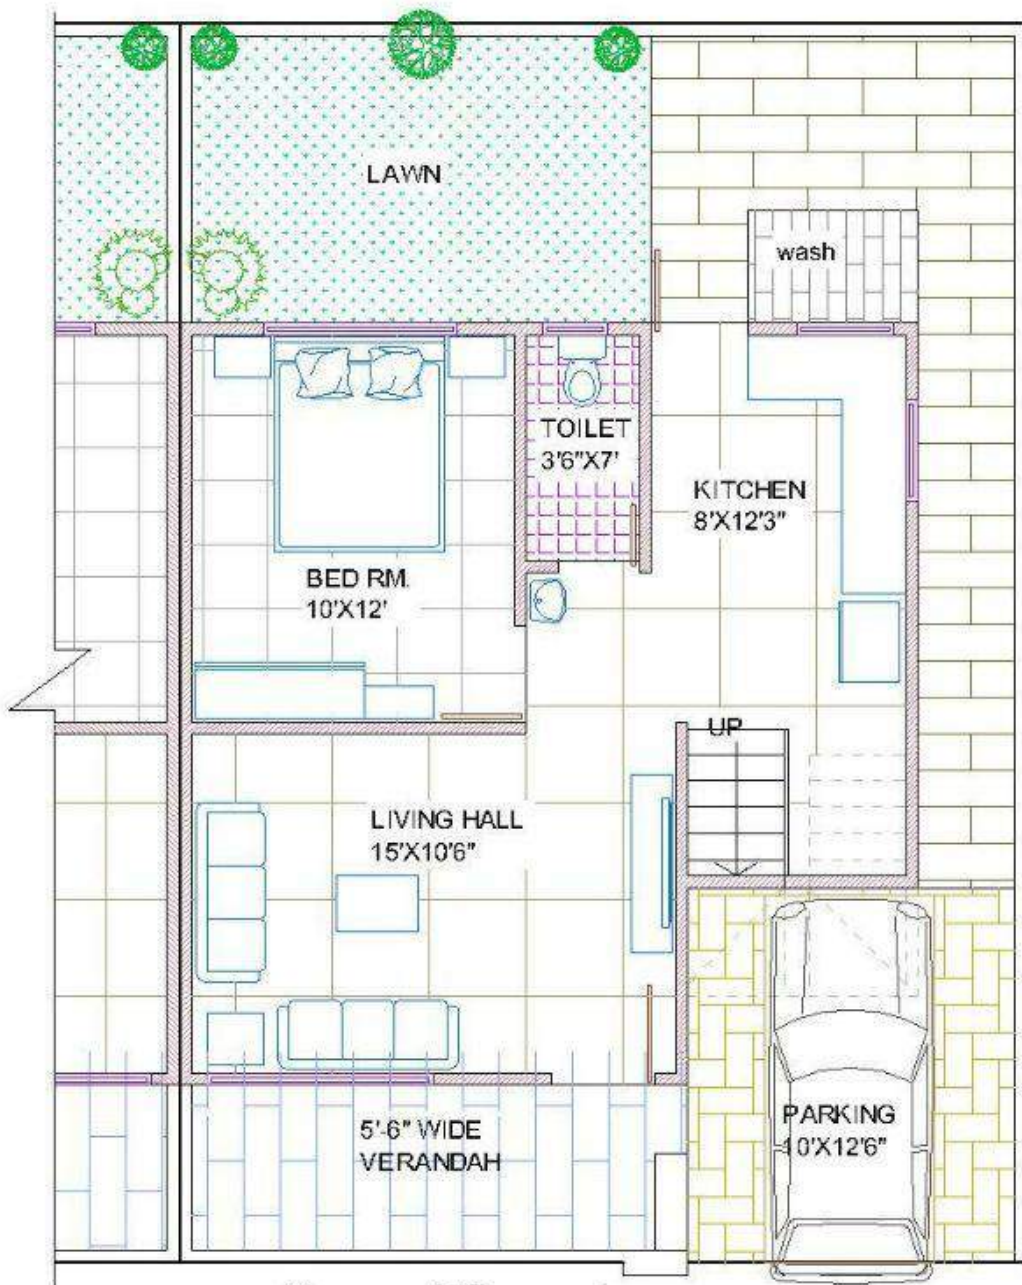 LAWN
wash
TOILET
3'6"X7'
KITCHEN
8'X12'3"
BED RM.
10'X12'
UP
LIVING HALL
15'X10'6"
PARKING
10'X12'6"
5'-6" WIDE
VERANDAH